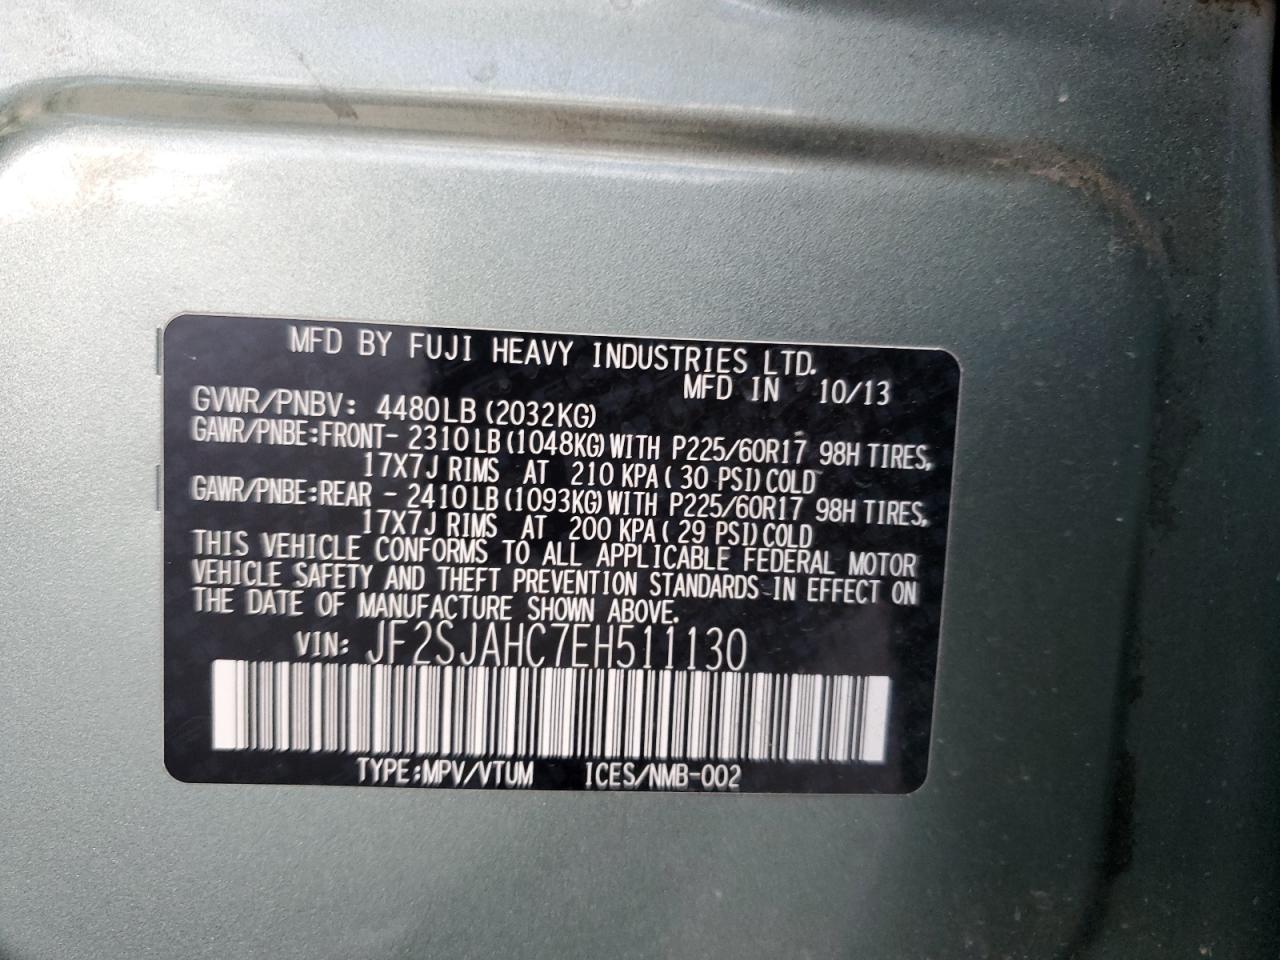 MFD BY FUJI HEAVY INDUSTRIES LTD.
MFD IN 10/13
GVWR/PNBV: 4480LB (2032KG)
GAWR/PNBE:FRONT- 2310LB (1048KG) WITH P225/60R17 98H TIRES,
17X7J RIMS AT 210 KPA (30 PSI) COLD
GAWR/PNBE:REAR - 2410LB (1093KG) WITH P225/60R17 98H TIRES,
17X7J RIMS AT 200 KPA (29 PSI) COLD
THIS VEHICLE CONFORMS TO ALL APPLICABLE FEDERAL MOTOR
VEHICLE SAFETY AND THEFT PREVENTION STANDARDS IN EFFECT ON
THE DATE OF MANUFACTURE SHOWN ABOVE.
VIN: JF2SJAHC7EH511130
TYPE:MPV/VTUM ICES/NMB-002